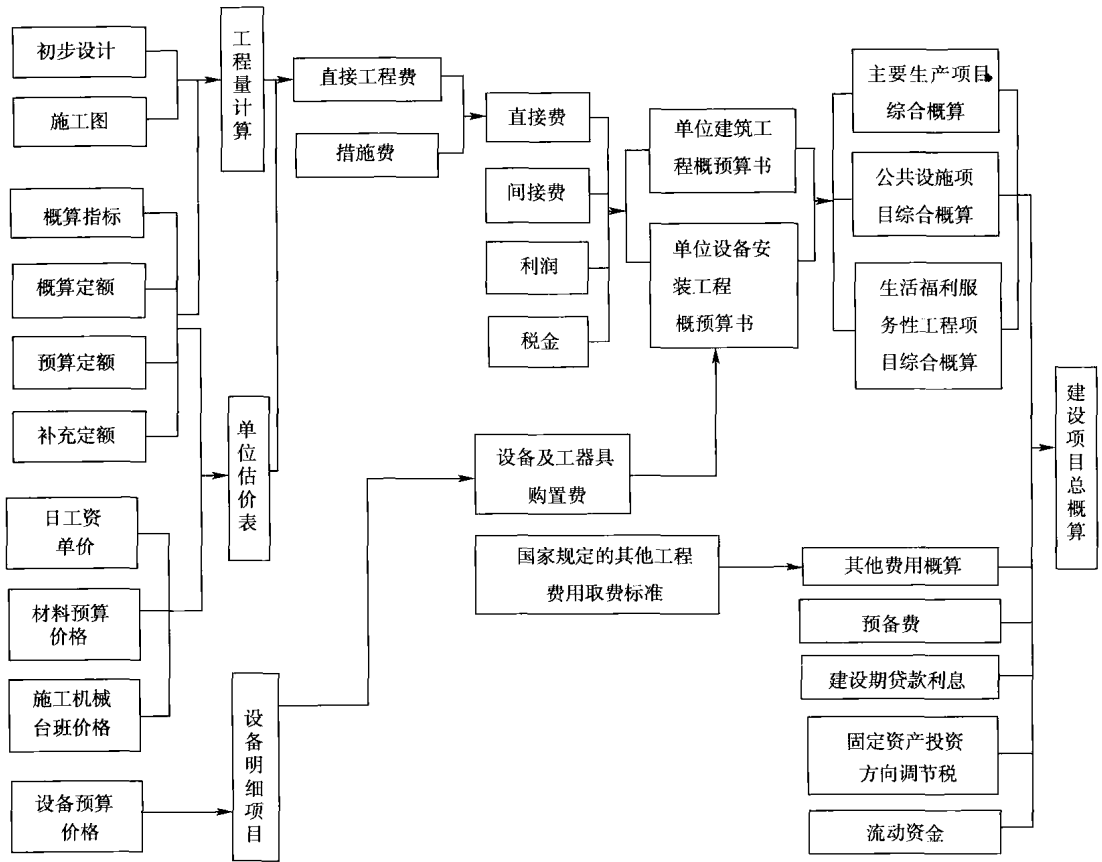 初步设计
施工图
概算指标
概算定额
预算定额
补充定额
日工资
单价
材料预算
价格
施工机械
台班价格
设备预算
价格
工程量计算
单位估价表
设备明细项目
直接工程费
措施费
直接费
间接费
利润
税金
设备及工器具
购置费
国家规定的其他工程
费用取费标准
单位建筑工
程概预算书
单位设备安
装工程
概预算书
主要生产项目
综合概算
公共设施项
目综合概算
生活福利服
务性工程项
目综合概算
其他费用概算
预备费
建设期贷款利息
固定资产投资
方向调节税
流动资金
建设项目总概算